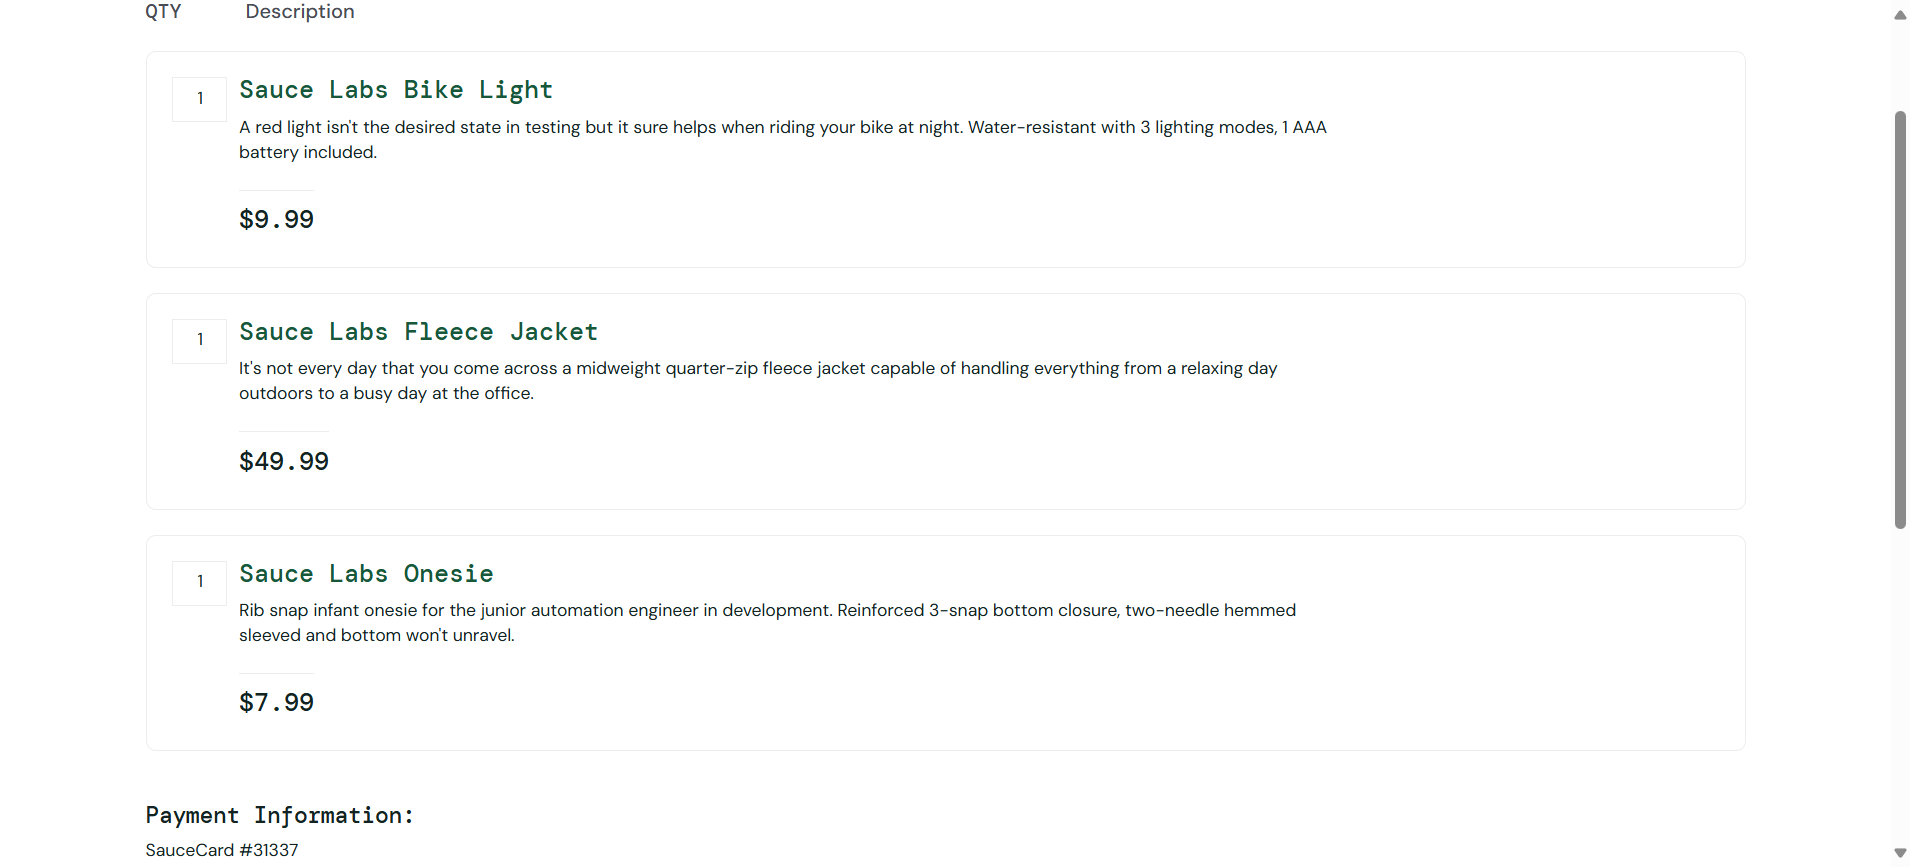 QTY Description
1 Sauce Labs Bike Light
A red light isn't the desired state in testing but it sure helps when riding your bike at night. Water-resistant with 3 lighting modes, 1 AAA
battery included.
$9.99
1 Sauce Labs Fleece Jacket
It's not every day that you come across a midweight quarter-zip fleece jacket capable of handling everything from a relaxing day
outdoors to a busy day at the office.
$49.99
1 Sauce Labs Onesie
Rib snap infant onesie for the junior automation engineer in development. Reinforced 3-snap bottom closure, two-needle hemmed
sleeved and bottom won't unravel.
$7.99
Payment Information:
SauceCard #31337